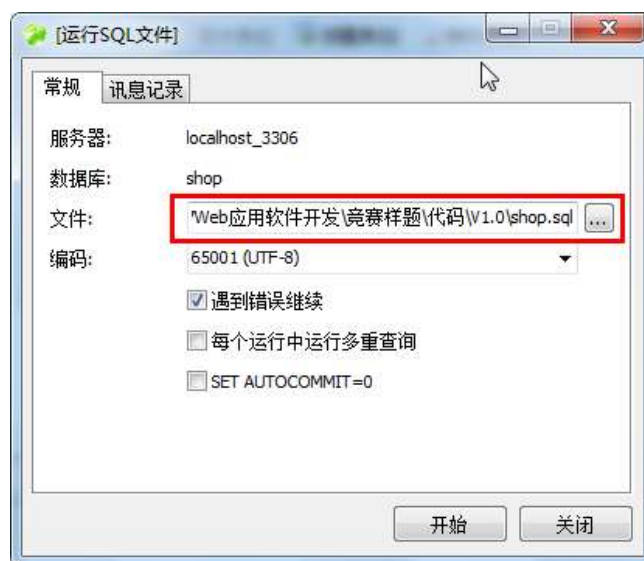 [运行SQL文件]
常规 讯息记录
服务器: localhost_3306
数据库: shop
文件: Web应用软件开发\竞赛样题\代码\V1.0\shop.sql ...
编码: 65001 (UTF-8)
遇到错误继续
每个运行中运行多重查询
SET AUTOCOMMIT=0
开始 关闭